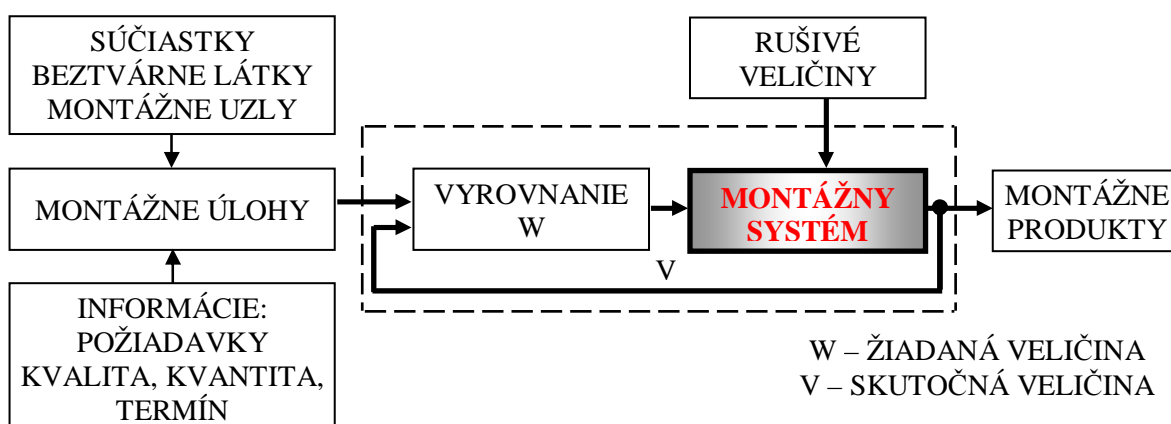 SÚČIASTKY
BEZTVÁRNE LÁTKY
MONTÁŽNE UZLY
RUŠIVÉ
VELIČINY
MONTÁŽNE ÚLOHY
VYROVNANIE
W
MONTÁŽNY
SYSTÉM
MONTÁŽNE
PRODUKTY
V
INFORMÁCIE:
POŽIADAVKY
KVALITA, KVANTITA,
TERMÍN
W – ŽIADANÁ VELIČINA
V – SKUTOČNÁ VELIČINA